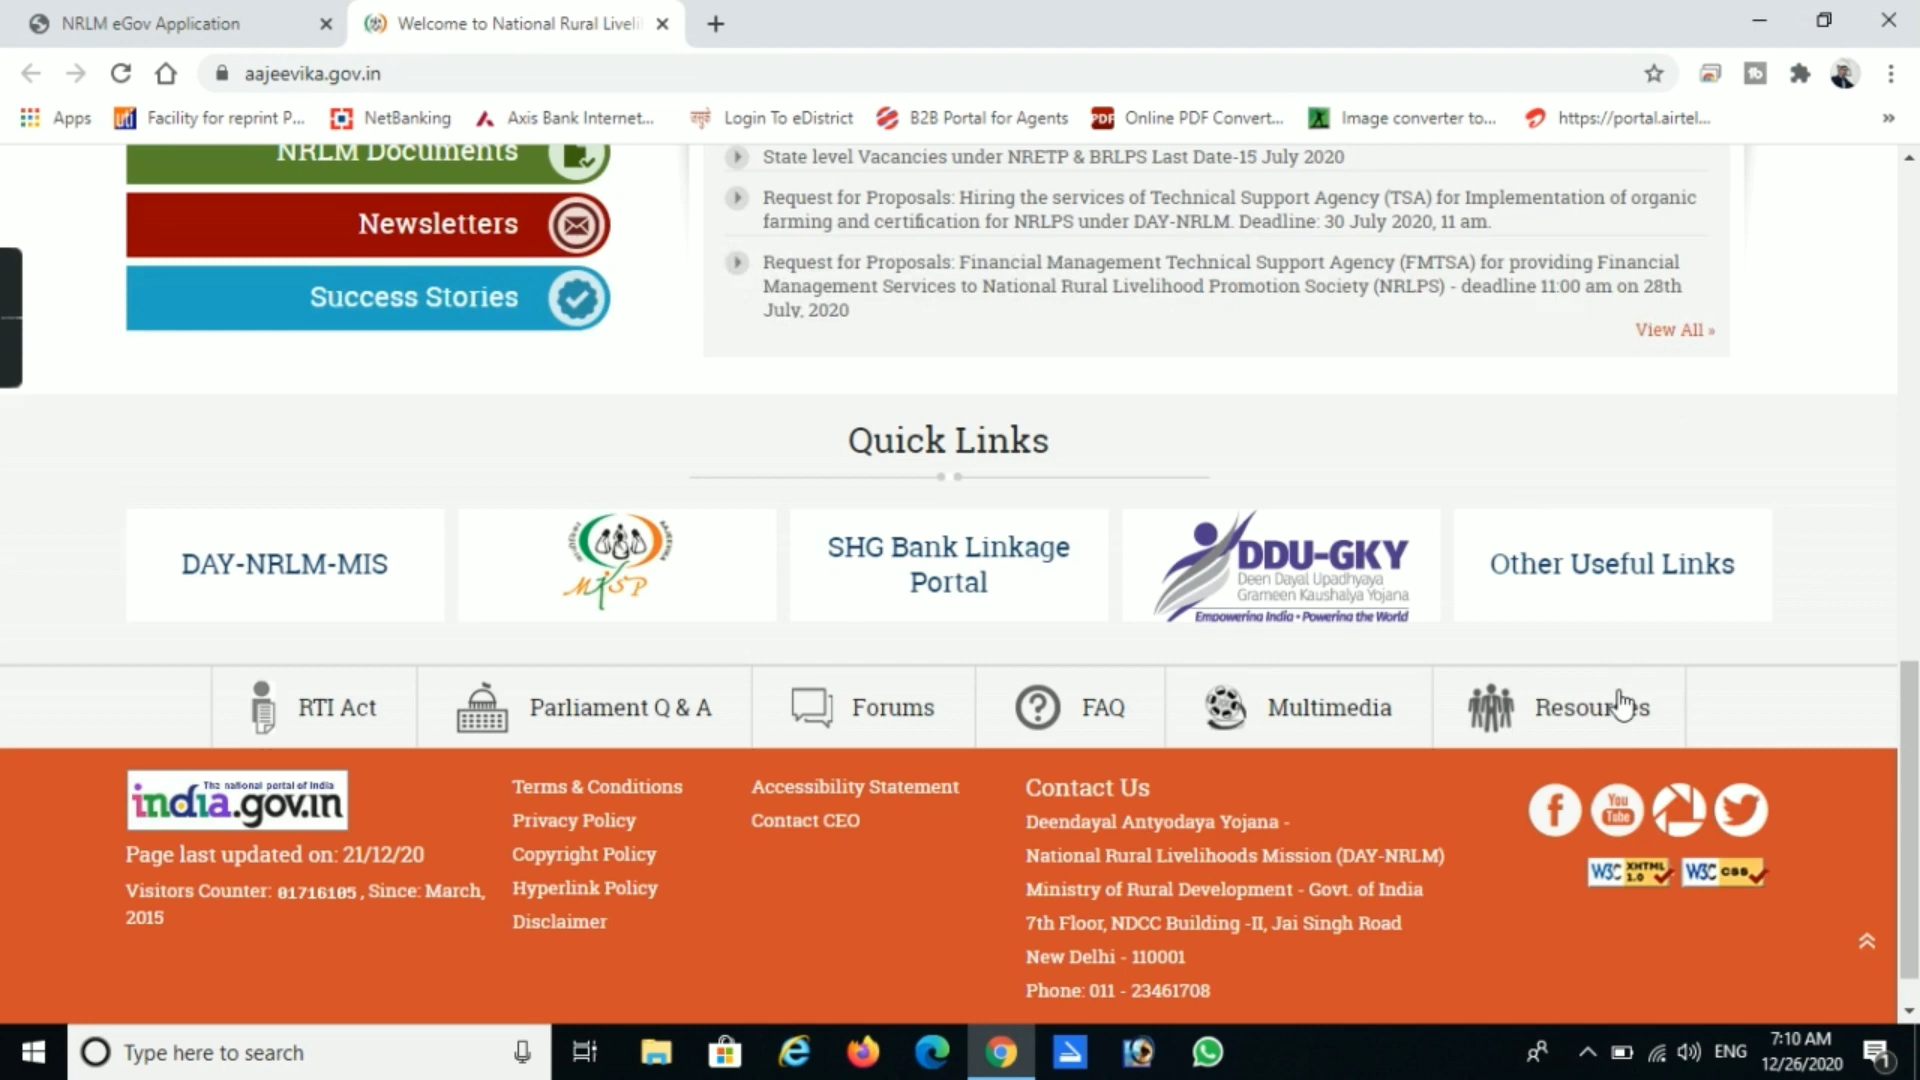 NRLM eGov Application
Welcome to National Rural Liveli
aajeevika.gov.in
Apps
Facility for reprint P...
NetBanking
Axis Bank Internet...
Login To eDistrict
B2B Portal for Agents
Online PDF Convert...
Image converter to...
https://portal.airtel...
NRLM Documents
Newsletters
Success Stories
State level Vacancies under NRETP & BRLPS Last Date-15 July 2020
Request for Proposals: Hiring the services of Technical Support Agency (TSA) for Implementation of organic
farming and certification for NRLPS under DAY-NRLM. Deadline: 30 July 2020, 11 am.
Request for Proposals: Financial Management Technical Support Agency (FMTSA) for providing Financial
Management Services to National Rural Livelihood Promotion Society (NRLPS) - deadline 11:00 am on 28th
July, 2020
View All »
Quick Links
DAY-NRLM-MIS
MKSP
SHG Bank Linkage
Portal
DDU-GKY
Deen Dayal Upadhyaya
Grameen Kaushalya Yojana
Empowering India • Powering the World
Other Useful Links
RTI Act
Parliament Q & A
Forums
FAQ
Multimedia
Resources
The national portal of India
india.gov.in
Page last updated on: 21/12/20
Visitors Counter: 01716105, Since: March,
2015
Terms & Conditions
Privacy Policy
Copyright Policy
Hyperlink Policy
Disclaimer
Accessibility Statement
Contact CEO
Contact Us
Deendayal Antyodaya Yojana -
National Rural Livelihoods Mission (DAY-NRLM)
Ministry of Rural Development - Govt. of India
7th Floor, NDCC Building -II, Jai Singh Road
New Delhi - 110001
Phone: 011 - 23461708
You
Tube
W3C XHTML 1.0
W3C css
Type here to search
ENG
7:10 AM
12/26/2020
1